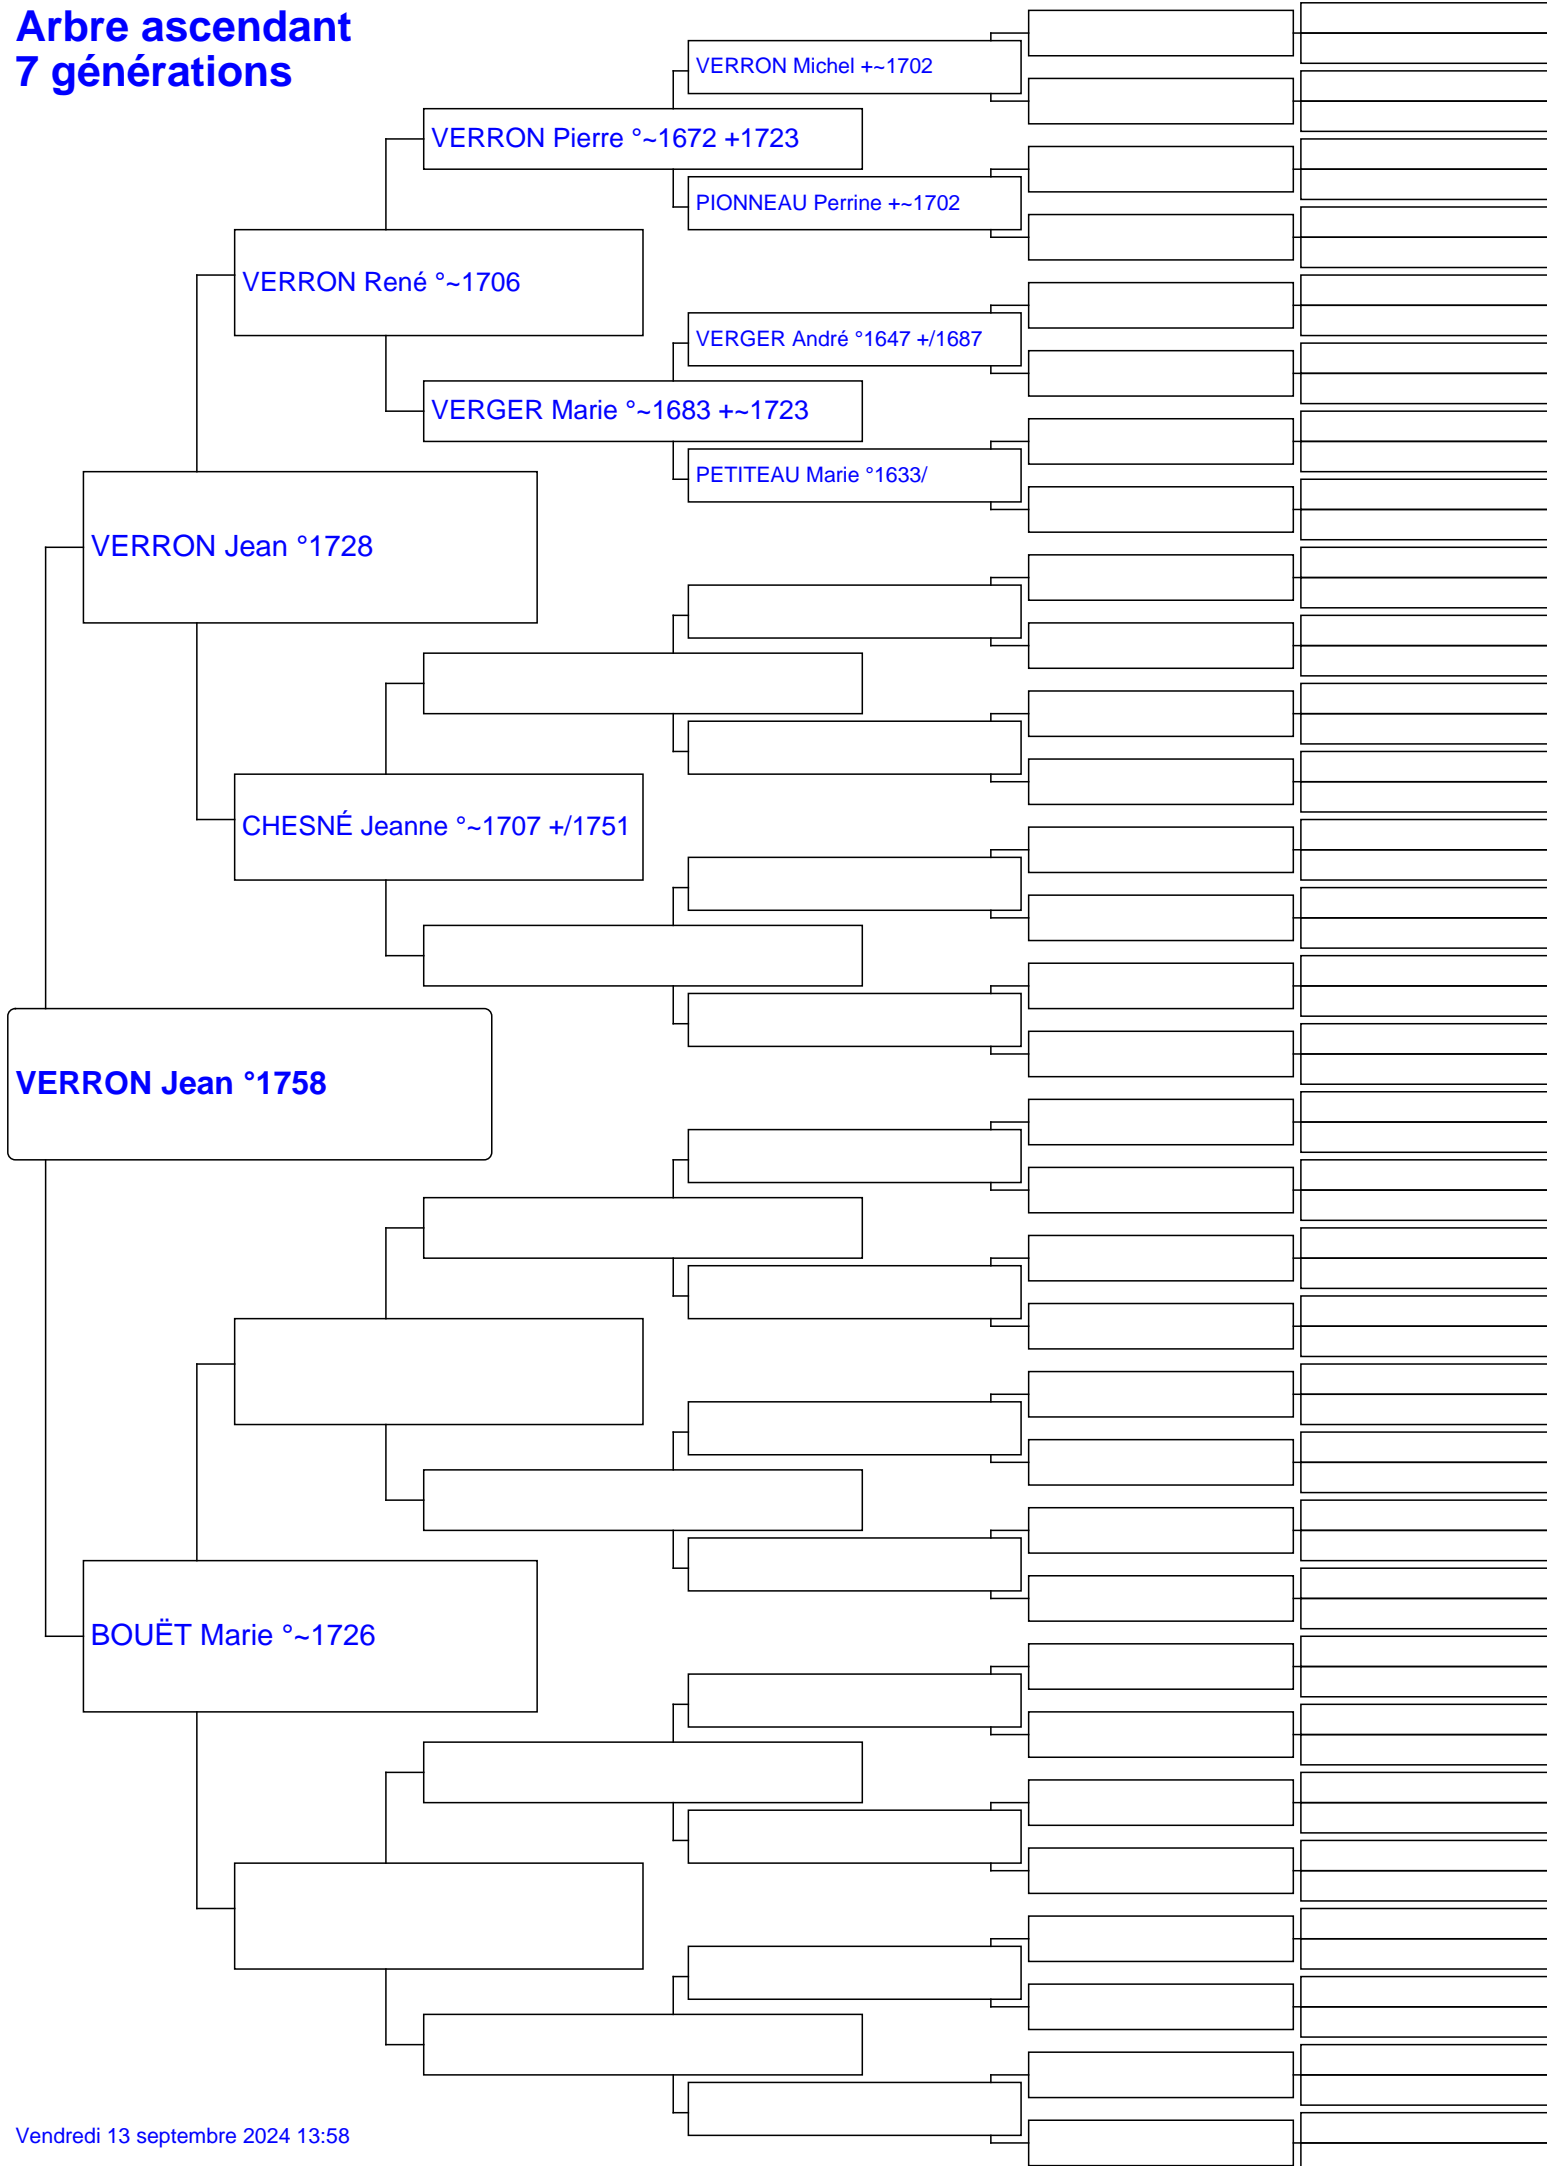 Arbre ascendant
7 générations
VERRON Michel +~1702
VERRON Pierre °~1672 +1723
PIONNEAU Perrine +~1702
VERRON René °~1706
VERGER André °1647 +/1687
VERGER Marie °~1683 +~1723
PETITEAU Marie °1633/
VERRON Jean °1728
CHESNÉ Jeanne °~1707 +/1751
VERRON Jean °1758
BOUËT Marie °~1726
Vendredi 13 septembre 2024 13:58